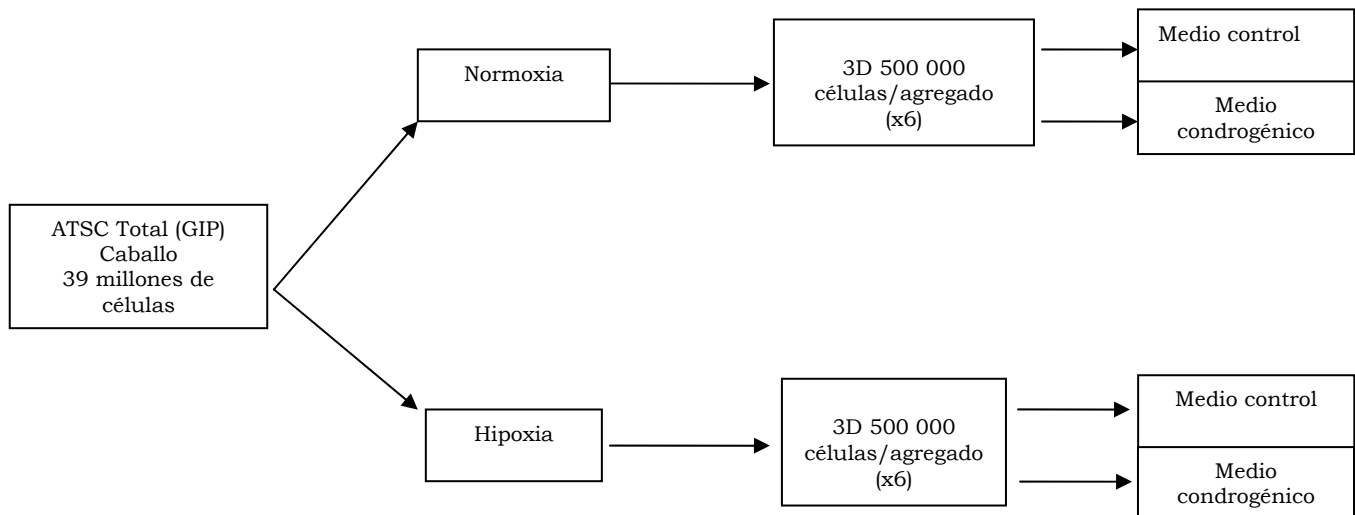 Normoxia
3D 500 000
células/agregado
(x6)
Medio control
Medio
condrogénico
ATSC Total (GIP)
Caballo
39 millones de
células
Hipoxia
3D 500 000
células/agregado
(x6)
Medio control
Medio
condrogénico